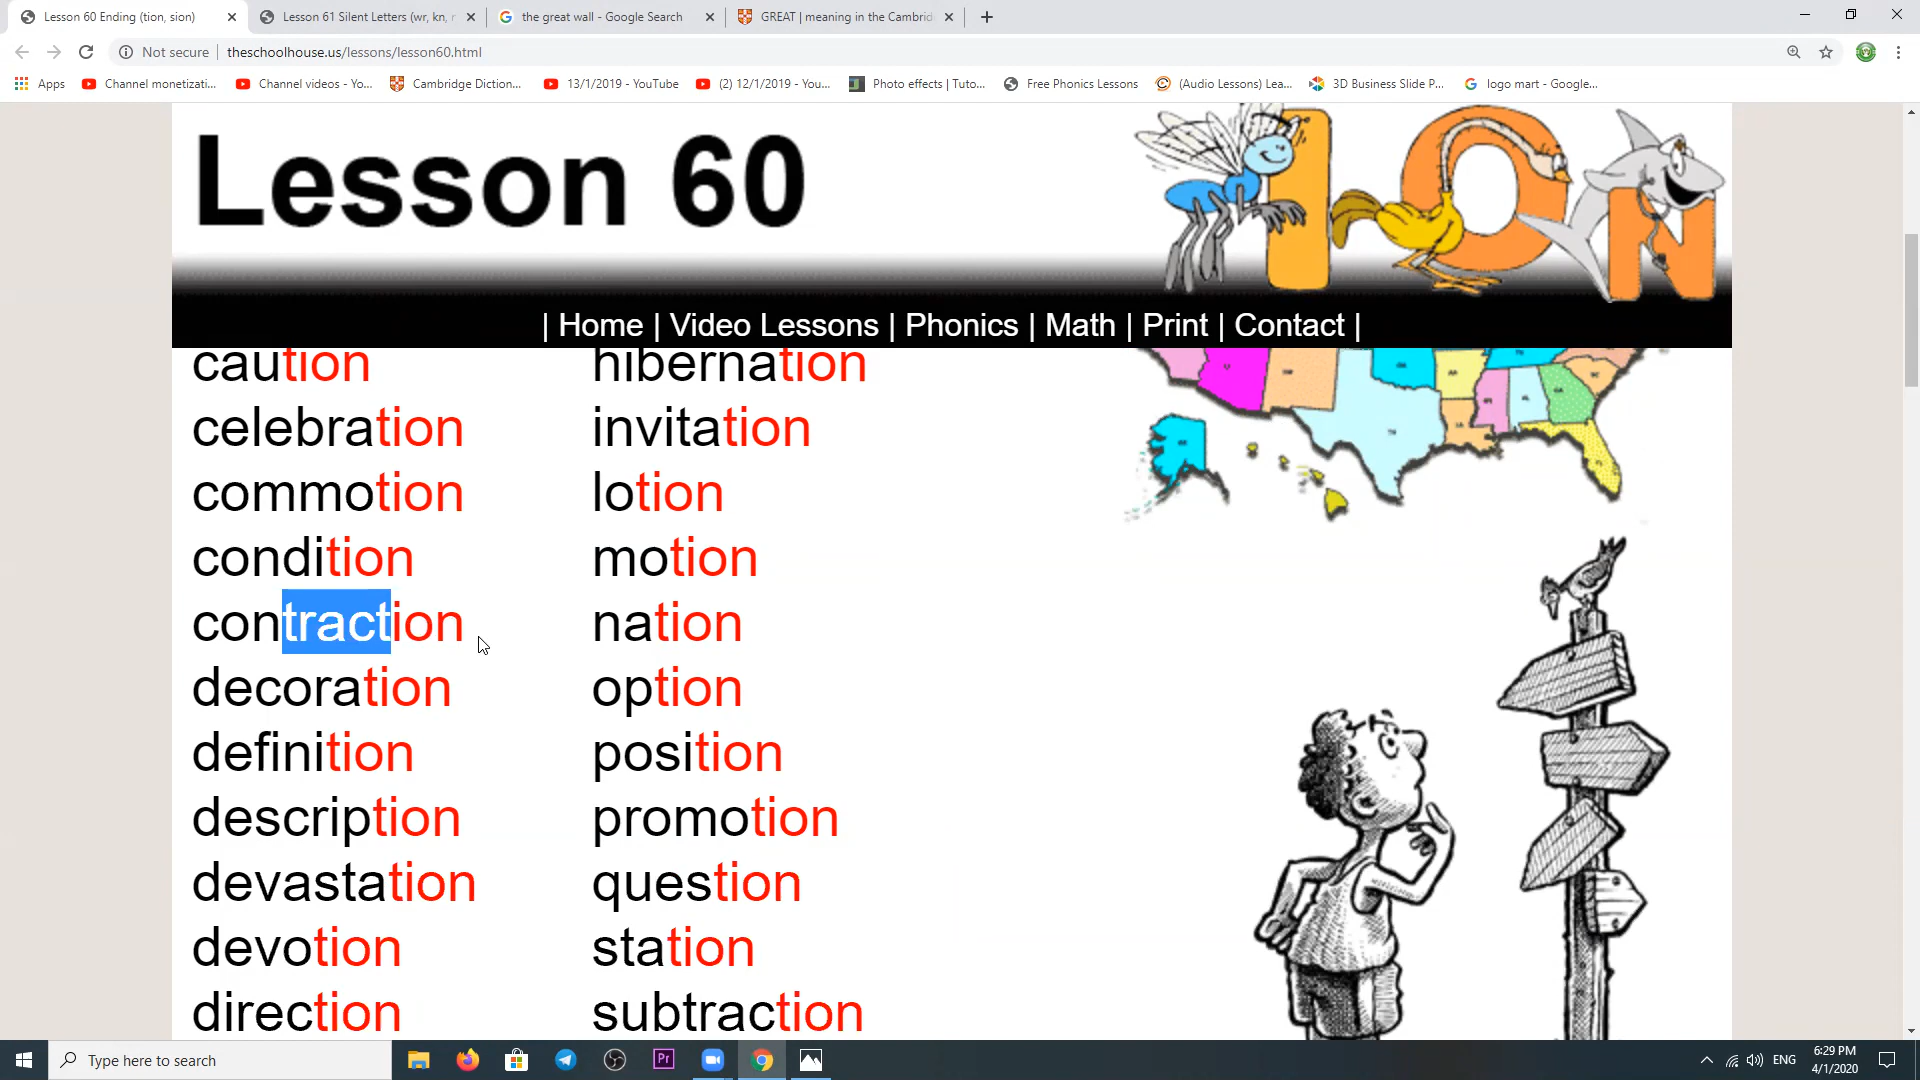 Lesson 60 Ending (tion, sion)
Lesson 61 Silent Letters (wr, kn,
the great wall - Google Search
GREAT | meaning in the Cambrid
Not secure | theschoolhouse.us/lessons/lesson60.html
Apps
Channel monetizati...
Channel videos - Yo...
Cambridge Diction...
13/1/2019 - YouTube
(2) 12/1/2019 - You...
Photo effects | Tuto...
Free Phonics Lessons
(Audio Lessons) Lea...
3D Business Slide P...
logo mart - Google...
Lesson 60
ION
| Home | Video Lessons | Phonics | Math | Print | Contact |
caution
hibernation
celebration
invitation
commotion
lotion
condition
motion
contraction
nation
decoration
option
definition
position
description
promotion
devastation
question
devotion
station
direction
subtraction
Type here to search
Pr
ENG
6:29 PM
4/1/2020